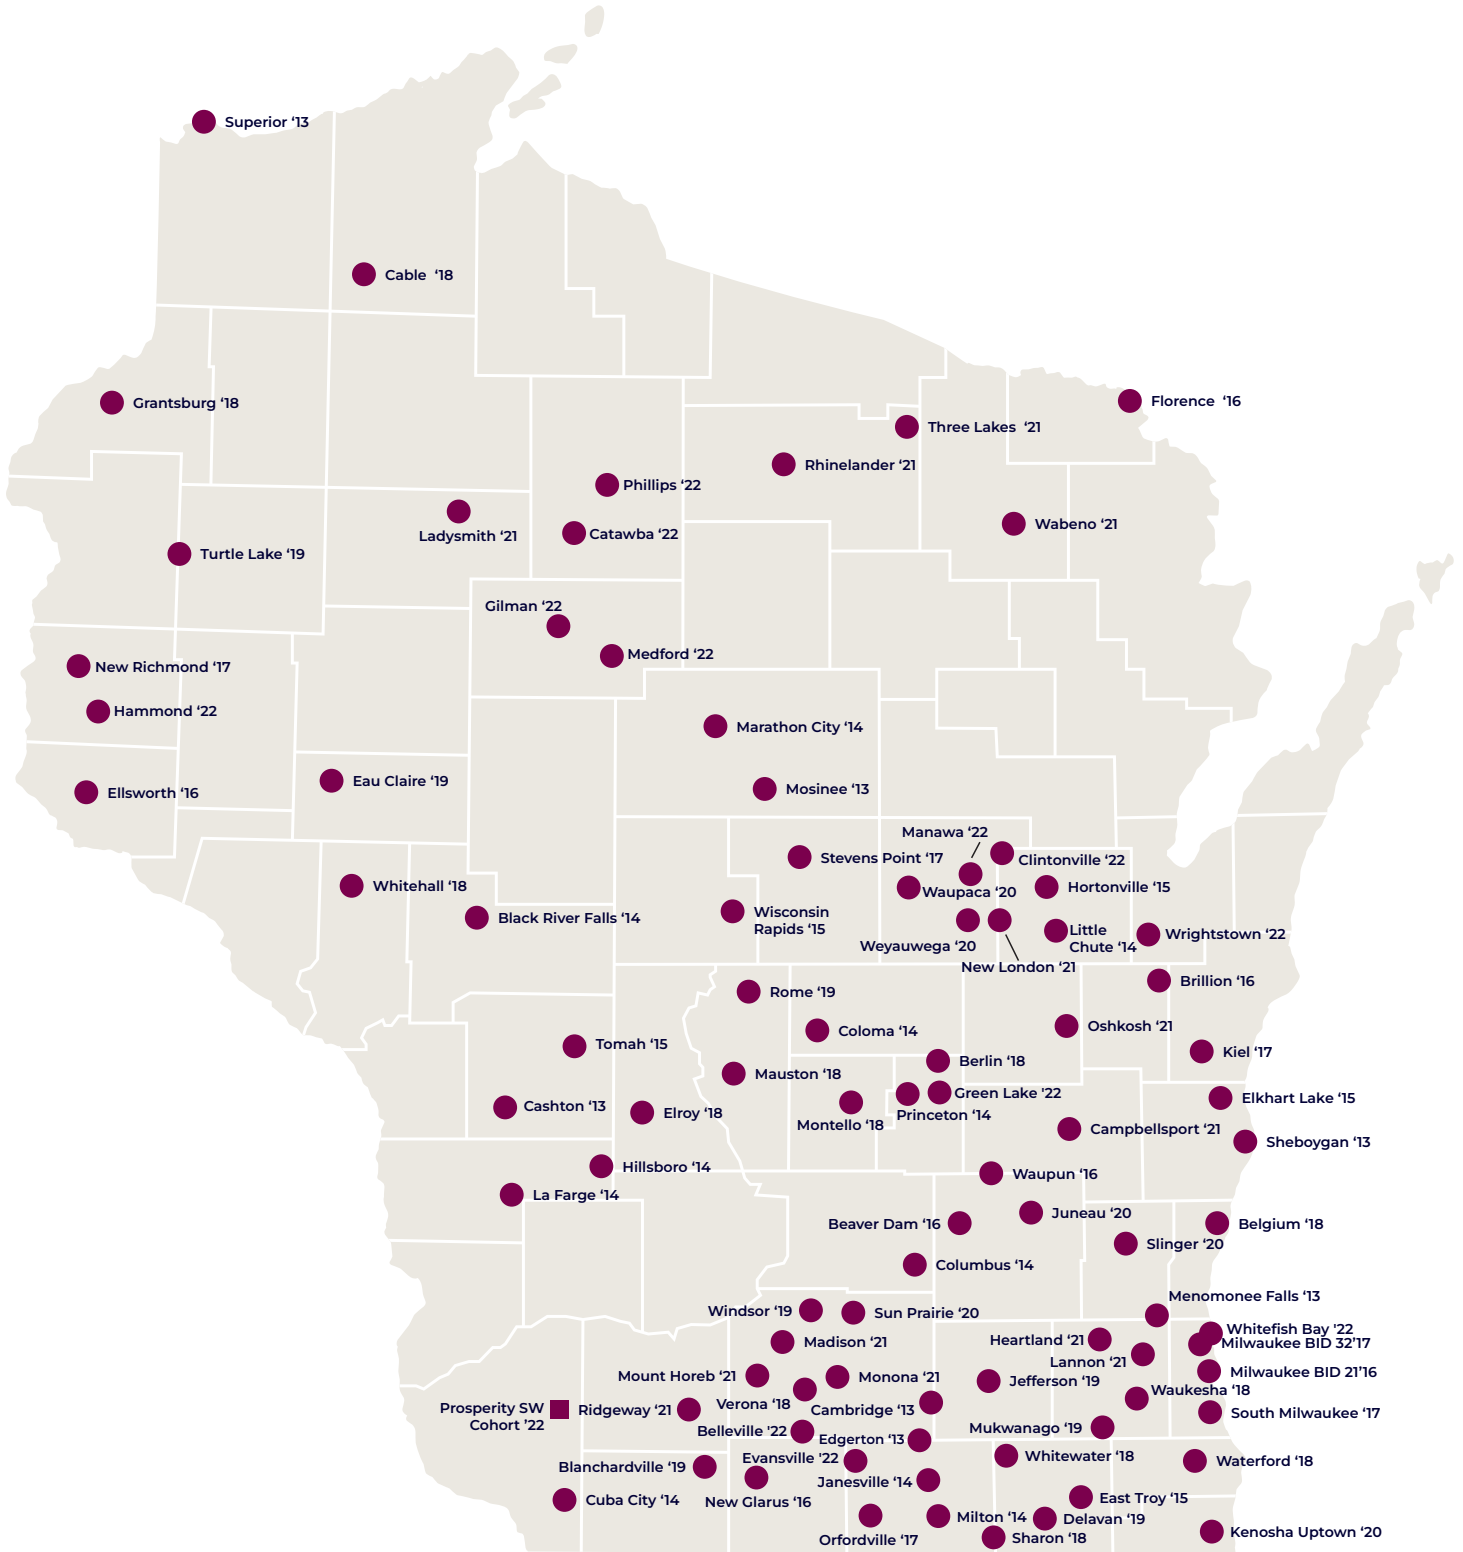 Superior ‘13
Cable ‘18
Grantsburg ‘18
Florence ‘16
Three Lakes ‘21
Rhinelander ‘21
Phillips ‘22
Ladysmith ‘21
Catawba ‘22
Wabeno ‘21
Turtle Lake ‘19
Gilman ‘22
Medford ‘22
New Richmond ‘17
Hammond ‘22
Marathon City ‘14
Eau Claire ‘19
Mosinee ‘13
Ellsworth ‘16
Manawa ‘22
Stevens Point ‘17
Clintonville ‘22
Whitehall ‘18
Waupaca ‘20
Hortonville ‘15
Black River Falls ‘14
Wisconsin
Rapids ‘15
Little
Chute ‘14
Wrightstown ‘22
Weyauwega ‘20
New London ‘21
Brillion ‘16
Rome ‘19
Coloma ‘14
Oshkosh ‘21
Tomah ‘15
Kiel ‘17
Berlin ‘18
Mauston ‘18
Green Lake '22
Elkhart Lake ‘15
Cashton ‘13
Elroy ‘18
Montello ‘18
Princeton ‘14
Campbellsport ‘21
Sheboygan ‘13
Hillsboro ‘14
Waupun ‘16
La Farge ‘14
Juneau ‘20
Beaver Dam ‘16
Belgium ‘18
Slinger ‘20
Columbus ‘14
Menomonee Falls ‘13
Windsor ‘19
Sun Prairie ‘20
Whitefish Bay '22
Madison ‘21
Heartland ‘21
Milwaukee BID 32’17
Lannon ‘21
Mount Horeb ‘21
Monona ‘21
Jefferson ‘19
Milwaukee BID 21’16
Waukesha ‘18
Verona ‘18
Cambridge ‘13
Prosperity SW
Cohort ’22
Ridgeway ‘21
South Milwaukee ‘17
Belleville '22
Edgerton ‘13
Mukwanago ‘19
Evansville '22
Whitewater ‘18
Waterford ‘18
Blanchardville ‘19
Janesville ‘14
New Glarus ‘16
Cuba City ‘14
East Troy ‘15
Milton ‘14
Delavan ‘19
Orfordville ‘17
Sharon ‘18
Kenosha Uptown ‘20